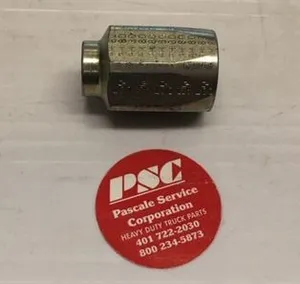 PSC
Pascale Service
Corporation
HEAVY DUTY TRUCK PARTS
401 722-2030
800 234-5873